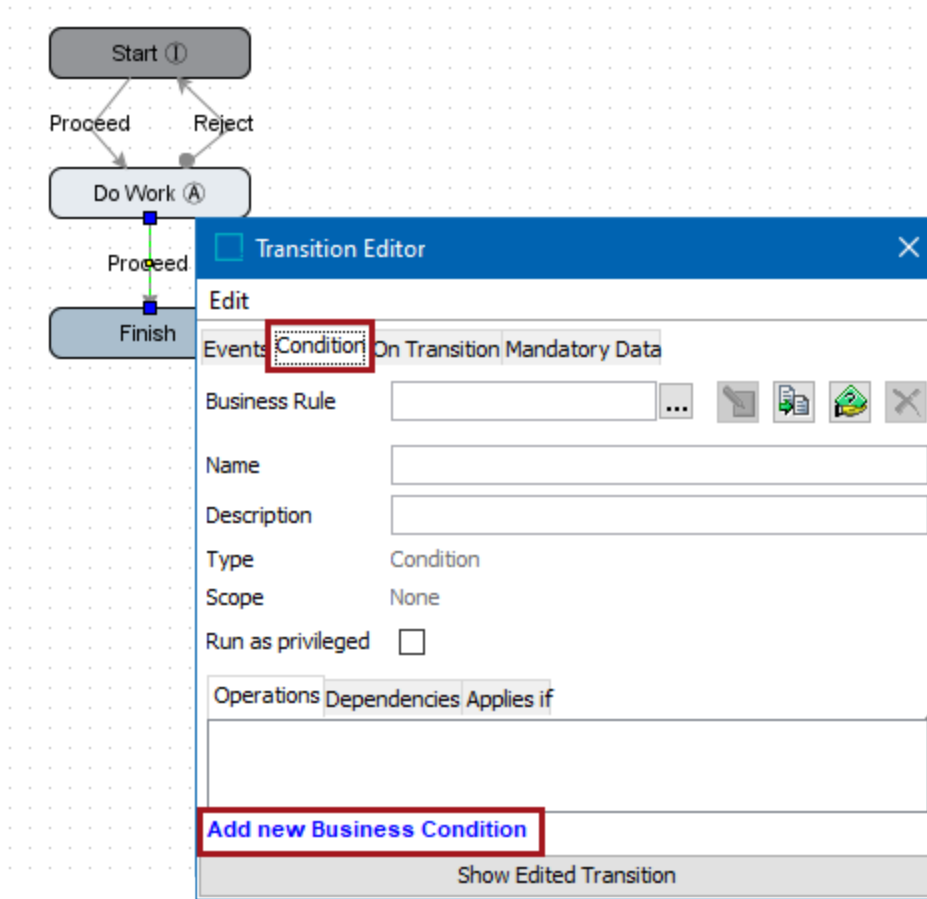 Start Ⓘ
Proceed Reject
Do Work Ⓐ
Proceed
Finish
Transition Editor
Edit
Events Condition On Transition Mandatory Data
Business Rule ...
Name
Description
Type Condition
Scope None
Run as privileged
Operations Dependencies Applies if
Add new Business Condition
Show Edited Transition